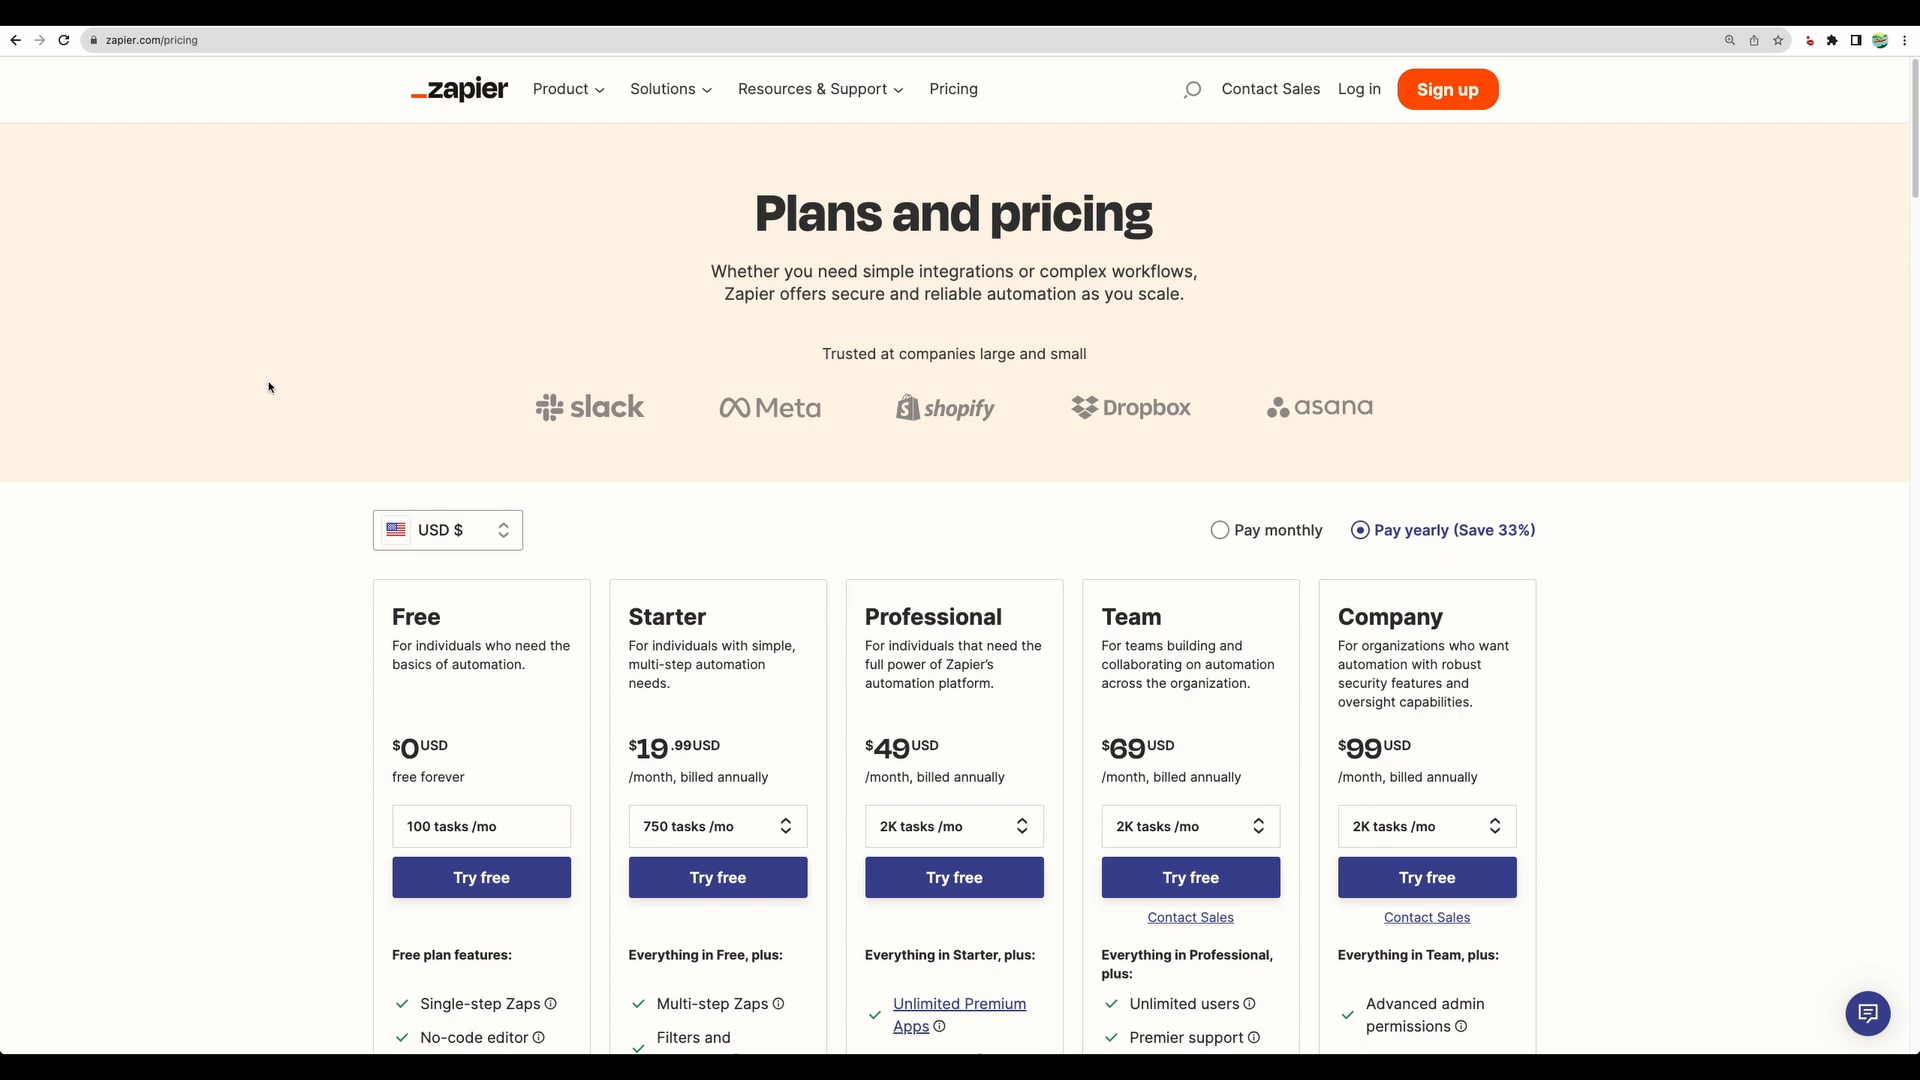 zapier.com/pricing
zapier
Product
Solutions
Resources & Support
Pricing
Contact Sales
Log in
Sign up
Plans and pricing
Whether you need simple integrations or complex workflows,
Zapier offers secure and reliable automation as you scale.
Trusted at companies large and small
slack
Meta
shopify
Dropbox
asana
USD $
Pay monthly
Pay yearly (Save 33%)
Free
For individuals who need the
basics of automation.
$0 USD
free forever
100 tasks /mo
Try free
Free plan features:
Single-step Zaps
No-code editor
Starter
For individuals with simple,
multi-step automation
needs.
$19.99 USD
/month, billed annually
750 tasks /mo
Try free
Everything in Free, plus:
Multi-step Zaps
Filters and
Professional
For individuals that need the
full power of Zapier’s
automation platform.
$49 USD
/month, billed annually
2K tasks /mo
Try free
Everything in Starter, plus:
Unlimited Premium
Apps
Team
For teams building and
collaborating on automation
across the organization.
$69 USD
/month, billed annually
2K tasks /mo
Try free
Contact Sales
Everything in Professional,
plus:
Unlimited users
Premier support
Company
For organizations who want
automation with robust
security features and
oversight capabilities.
$99 USD
/month, billed annually
2K tasks /mo
Try free
Contact Sales
Everything in Team, plus:
Advanced admin
permissions